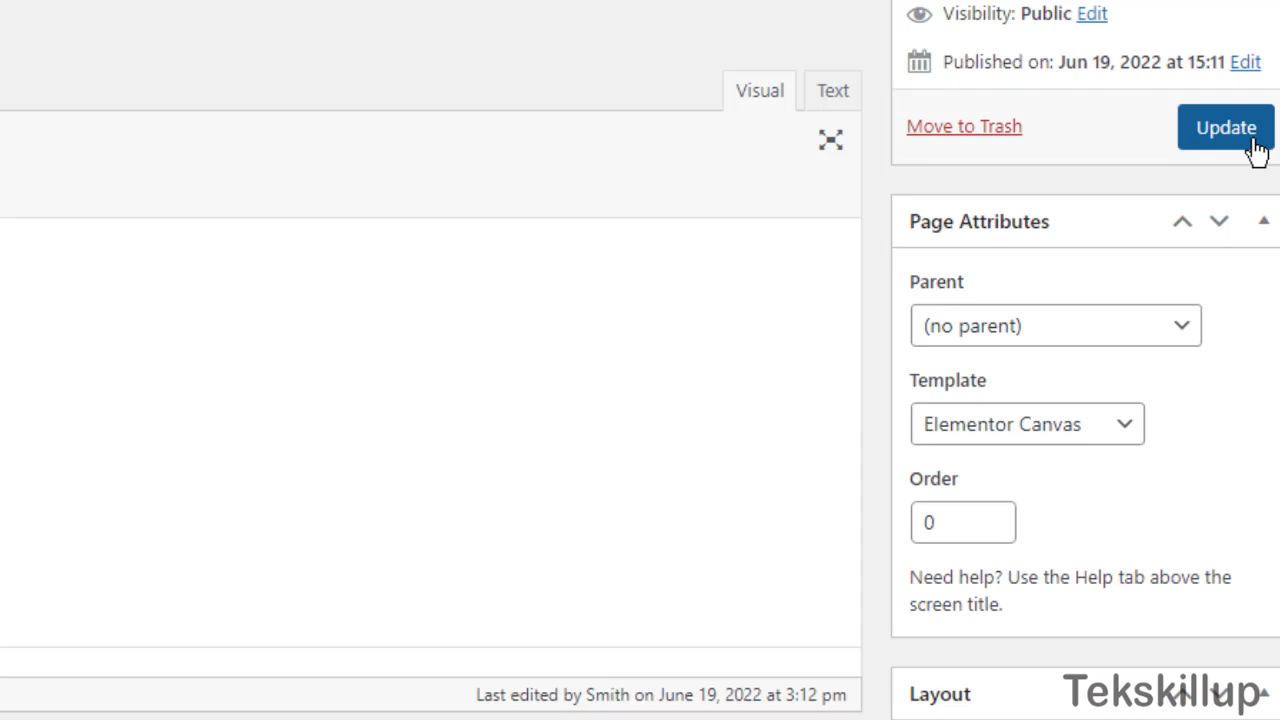 Visibility: Public Edit
Published on: Jun 19, 2022 at 15:11 Edit
Visual Text
Move to Trash Update
Page Attributes
Parent
(no parent)
Template
Elementor Canvas
Order
0
Need help? Use the Help tab above the
screen title.
Last edited by Smith on June 19, 2022 at 3:12 pm
Layout
Tekskillup